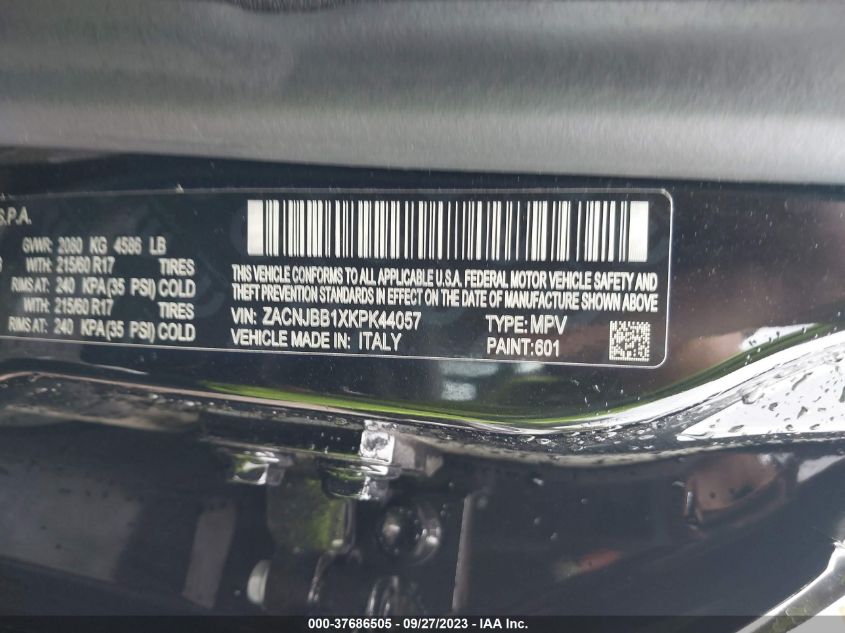 S.P.A.
GVWR: 2080 KG 4586 LB
WITH: 215/60 R17 TIRES
RIMS AT: 240 KPA(35 PSI) COLD
WITH: 215/60 R17 TIRES
RIMS AT: 240 KPA(35 PSI) COLD
THIS VEHICLE CONFORMS TO ALL APPLICABLE U.S.A. FEDERAL MOTOR VEHICLE SAFETY AND
THEFT PREVENTION STANDARDS IN EFFECT ON THE DATE OF MANUFACTURE SHOWN ABOVE.
VIN: ZACNJBB1XKPK44057 TYPE: MPV
VEHICLE MADE IN: ITALY PAINT:601
000-37686505 - 09/27/2023 - IAA Inc.